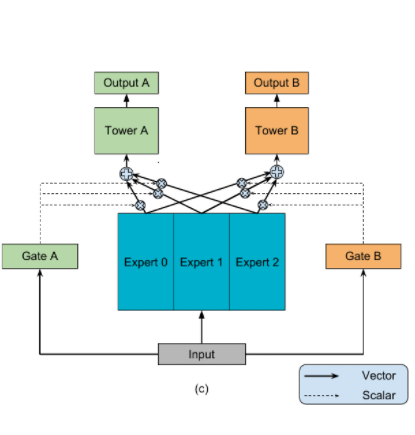 Output A
Output B
Tower A
Tower B
Expert 0
Expert 1
Expert 2
Gate A
Gate B
Input
(c)
Vector
Scalar